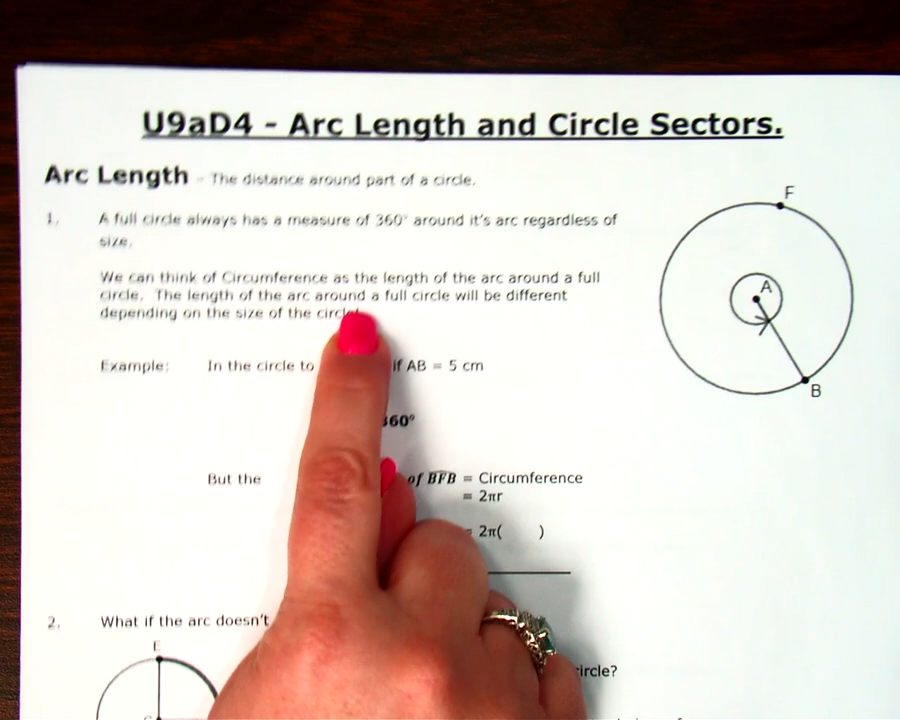 U9aD4 - Arc Length and Circle Sectors.
Arc Length - The distance around part of a circle.
1. A full circle always has a measure of 360° around it's arc regardless of
size.
We can think of Circumference as the length of the arc around a full
circle. The length of the arc around a full circle will be different
depending on the size of the
Example: In the circle to if AB = 5 cm
But the of BFB = Circumference
= 2πr
= 2π( )
2. What if the arc doesn't
E
F
A
B